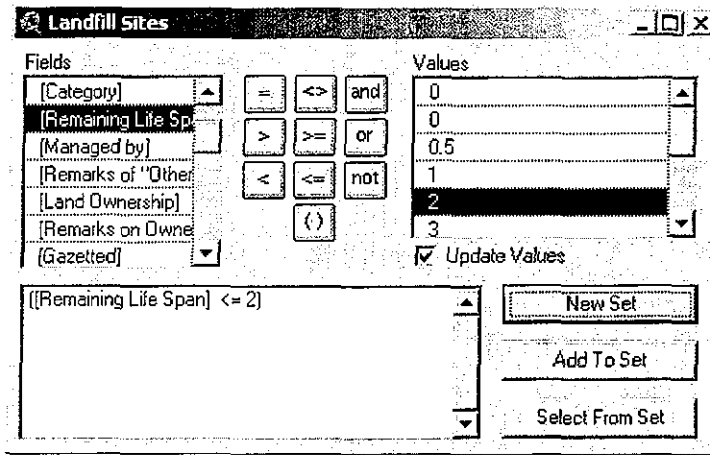 Landfill Sites
Fields
[Category]
[Remaining Life Sp
[Managed by]
[Remarks of "Other
[Land Ownership]
[Remarks on Owne
[Gazetted]
= <> and
> >= or
< <= not
(·)
Values
0
0
0.5
1
2
3
Update Values
([Remaining Life Span] <= 2)
New Set
Add To Set
Select From Set